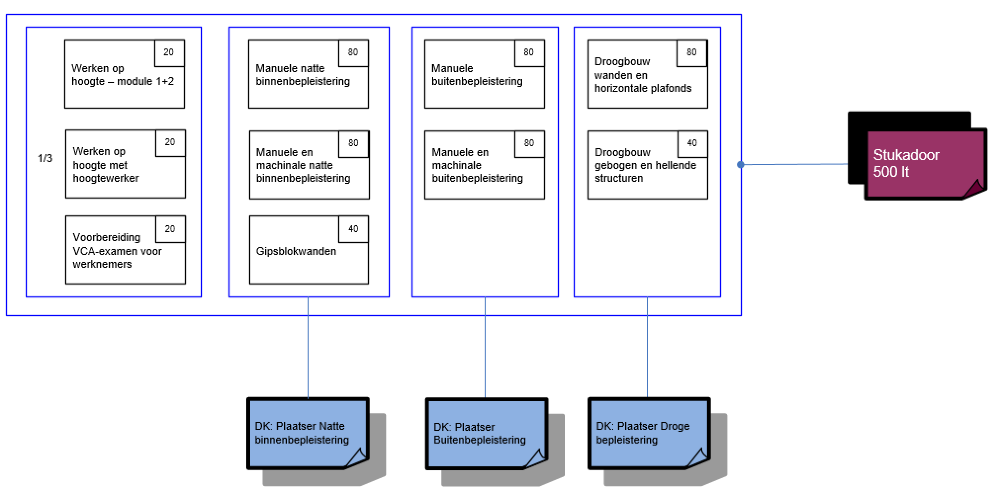 20
Werken op
hoogte – module 1+2
1/3
20
Werken op
hoogte met
hoogtewerker
20
Voorbereiding
VCA-examen voor
werknemers
80
Manuele natte
binnenbepleistering
80
Manuele en
machinale natte
binnenbepleistering
40
Gipsblokwanden
80
Manuele
buitenbepleistering
80
Manuele en
machinale
buitenbepleistering
80
Droogbouw
wanden en
horizontale plafonds
40
Droogbouw
gebogen en hellende
structuren
Stukadoor
500 lt
DK: Plaatser Natte
binnenbepleistering
DK: Plaatser
Buitenbepleistering
DK: Plaatser Droge
bepleistering